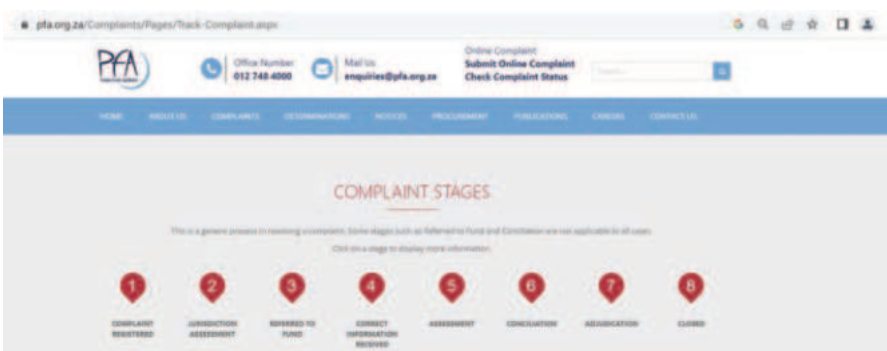 pfa.org.za/Complaints/Pages/Track-Complaint.aspx
PFA
Office Number
012 748 4000
Mail Us
enquiries@pfa.org.za
Online Complaint
Submit Online Complaint
Check Complaint Status
Search...
HOME ABOUT US COMPLAINTS DETERMINATIONS NOTICES PROCUREMENT PUBLICATIONS CAREERS CONTACT US
COMPLAINT STAGES
This is a generic process in resolving a complaint. Some stages such as Referred to Fund and Conciliation are not applicable to all cases.
Click on a stage to display more information.
1 2 3 4 5 6 7 8
COMPLAINT JURISDICTION REFERRED TO CORRECT ASSESSMENT CONCILIATION ADJUDICATION CLOSED
REGISTERED ASSESSMENT FUND INFORMATION
RECEIVED